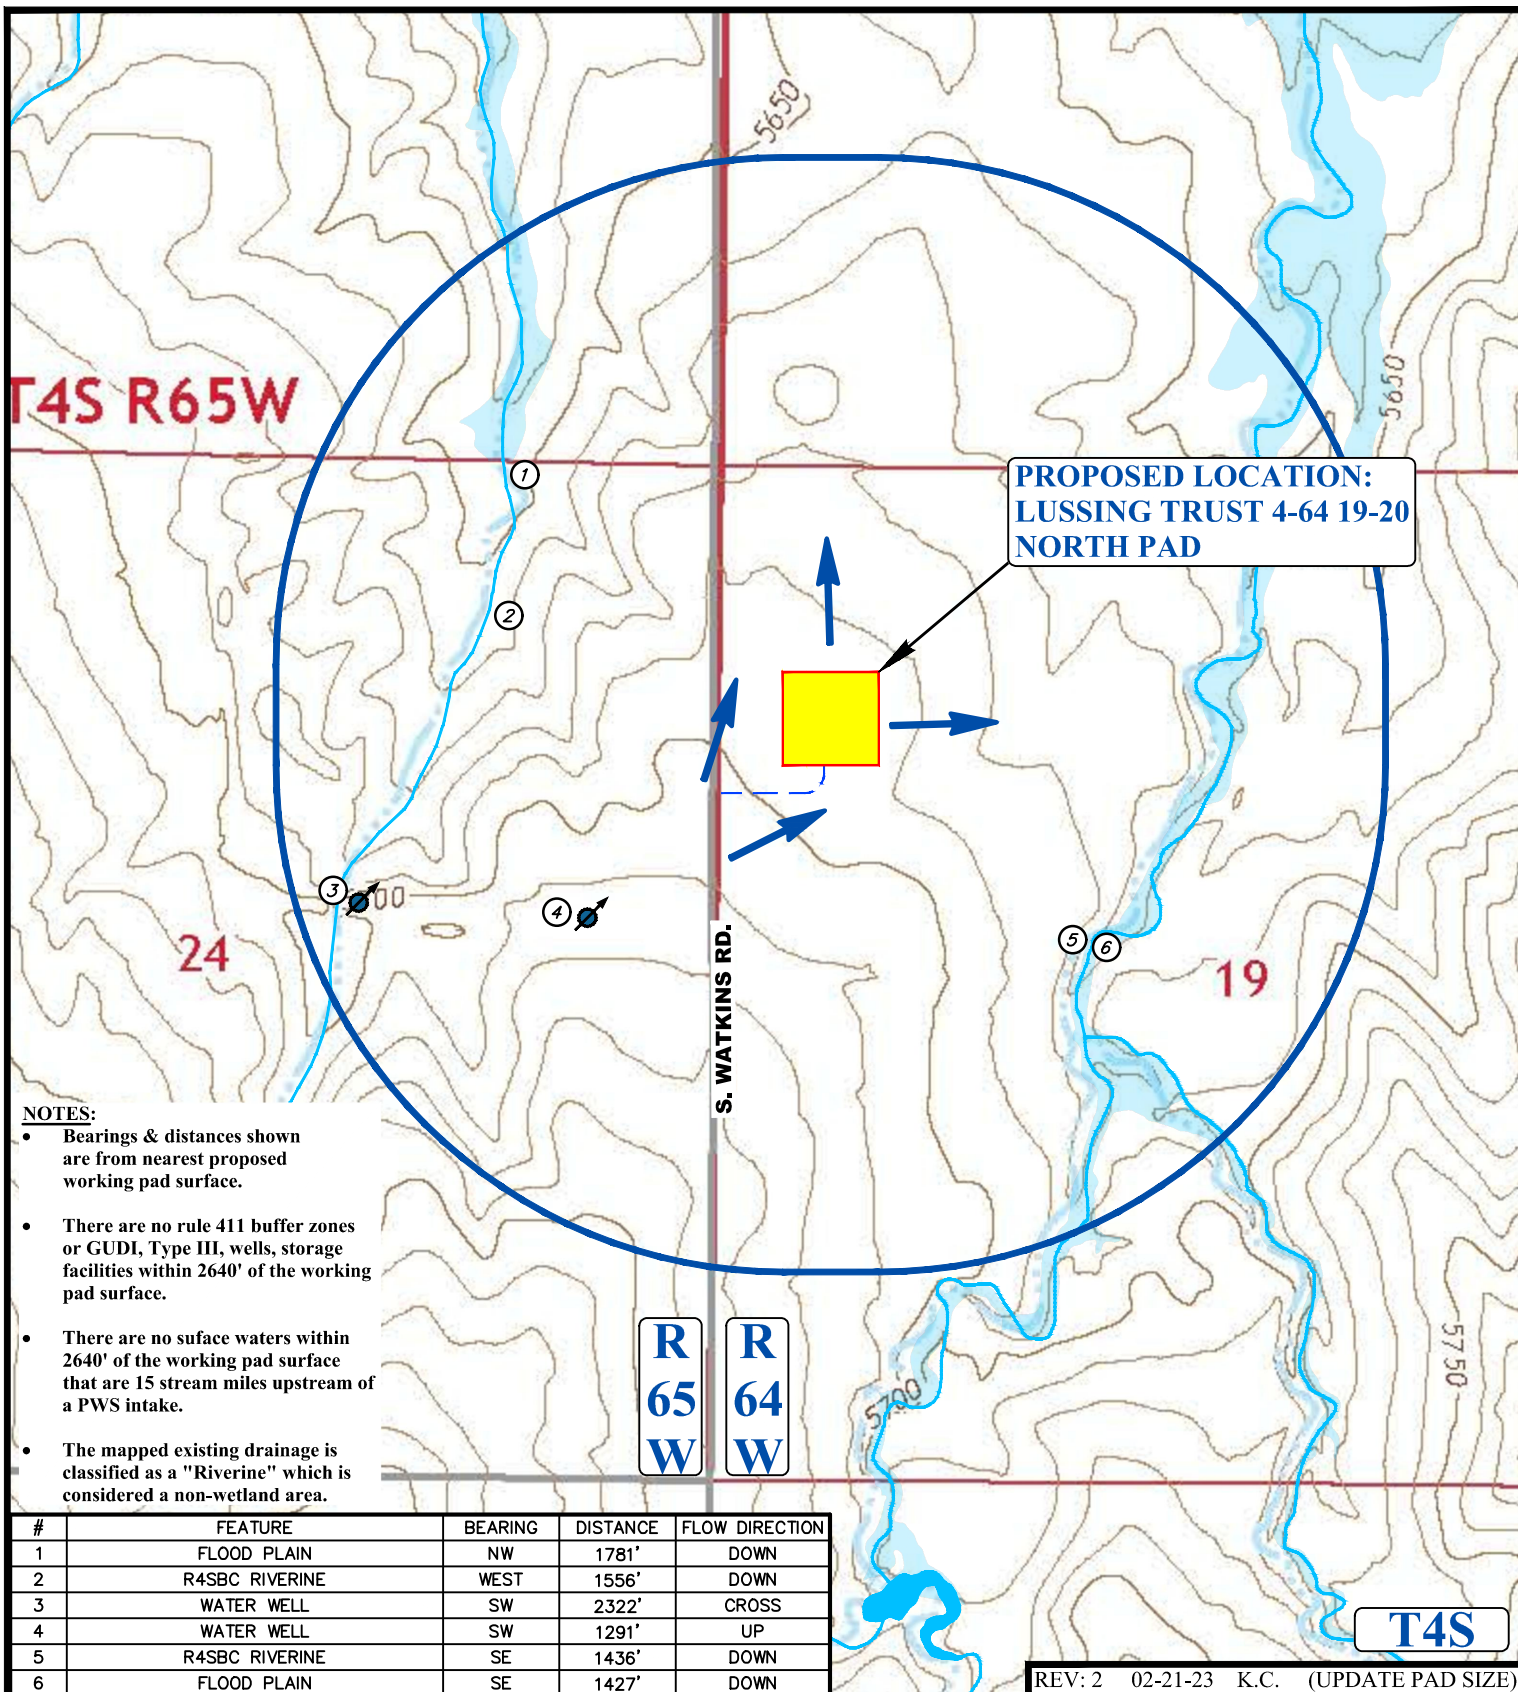 5650
T4S R65W
5650
1
PROPOSED LOCATION:
LUSSING TRUST 4-64 19-20
NORTH PAD
2
3
00
4
24
S. WATKINS RD.
5
6
19
NOTES:
• Bearings & distances shown
are from nearest proposed
working pad surface.
• There are no rule 411 buffer zones
or GUDI, Type III, wells, storage
facilities within 2640' of the working
pad surface.
• There are no suface waters within
2640' of the working pad surface
that are 15 stream miles upstream of
a PWS intake.
• The mapped existing drainage is
classified as a "Riverine" which is
considered a non-wetland area.
R
65
W
R
64
W
5700
5750
# FEATURE BEARING DISTANCE FLOW DIRECTION
1 FLOOD PLAIN NW 1781' DOWN
2 R4SBC RIVERINE WEST 1556' DOWN
3 WATER WELL SW 2322' CROSS
4 WATER WELL SW 1291' UP
5 R4SBC RIVERINE SE 1436' DOWN
6 FLOOD PLAIN SE 1427' DOWN
T4S
REV: 2 02-21-23 K.C. (UPDATE PAD SIZE)